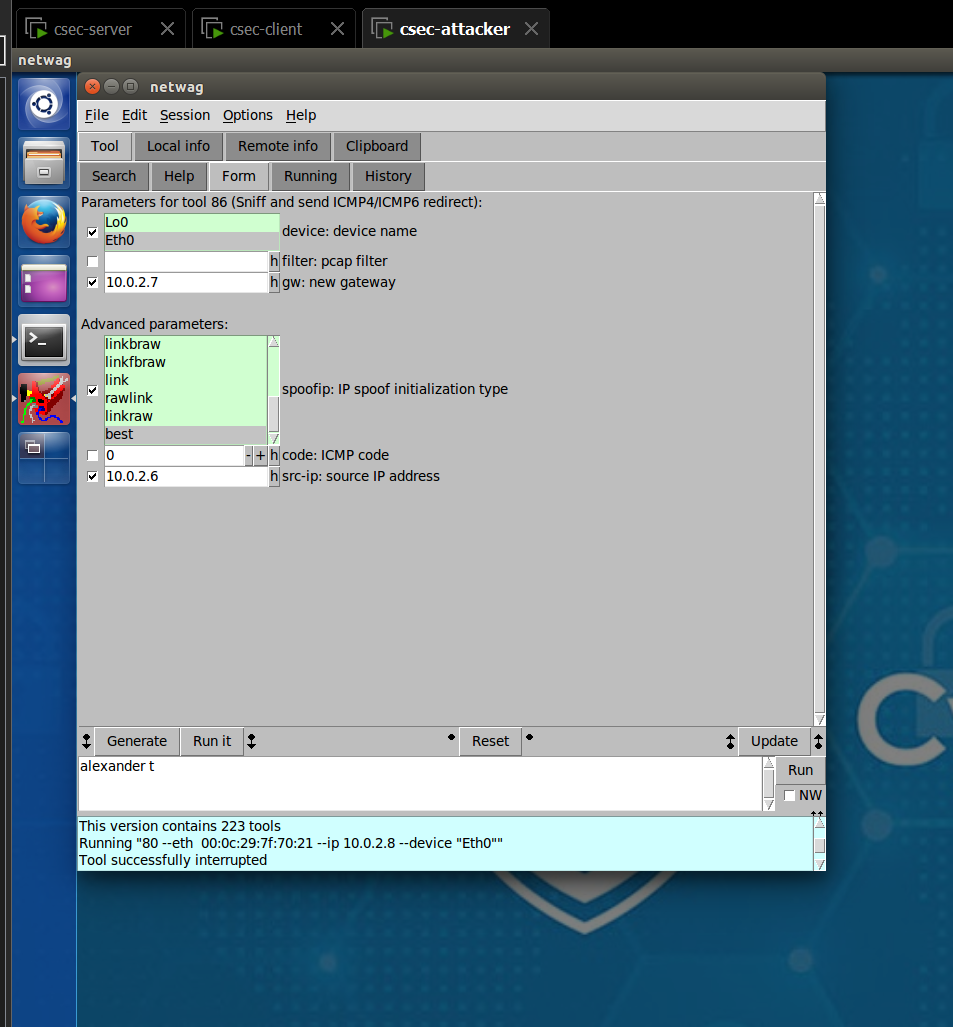 csec-server
csec-client
csec-attacker
netwag
netwag
File Edit Session Options Help
Tool Local info Remote info Clipboard
Search Help Form Running History
Parameters for tool 86 (Sniff and send ICMP4/ICMP6 redirect):
Lo0
Eth0
device: device name
h filter: pcap filter
10.0.2.7 h gw: new gateway
Advanced parameters:
linkbraw
linkfbraw
link
rawlink
linkraw
best
spoofip: IP spoof initialization type
0 - + h code: ICMP code
10.0.2.6 h src-ip: source IP address
Generate Run it Reset Update
alexander t
Run
NW
This version contains 223 tools
Running "80 --eth  00:0c:29:7f:70:21 --ip 10.0.2.8 --device "Eth0""
Tool successfully interrupted